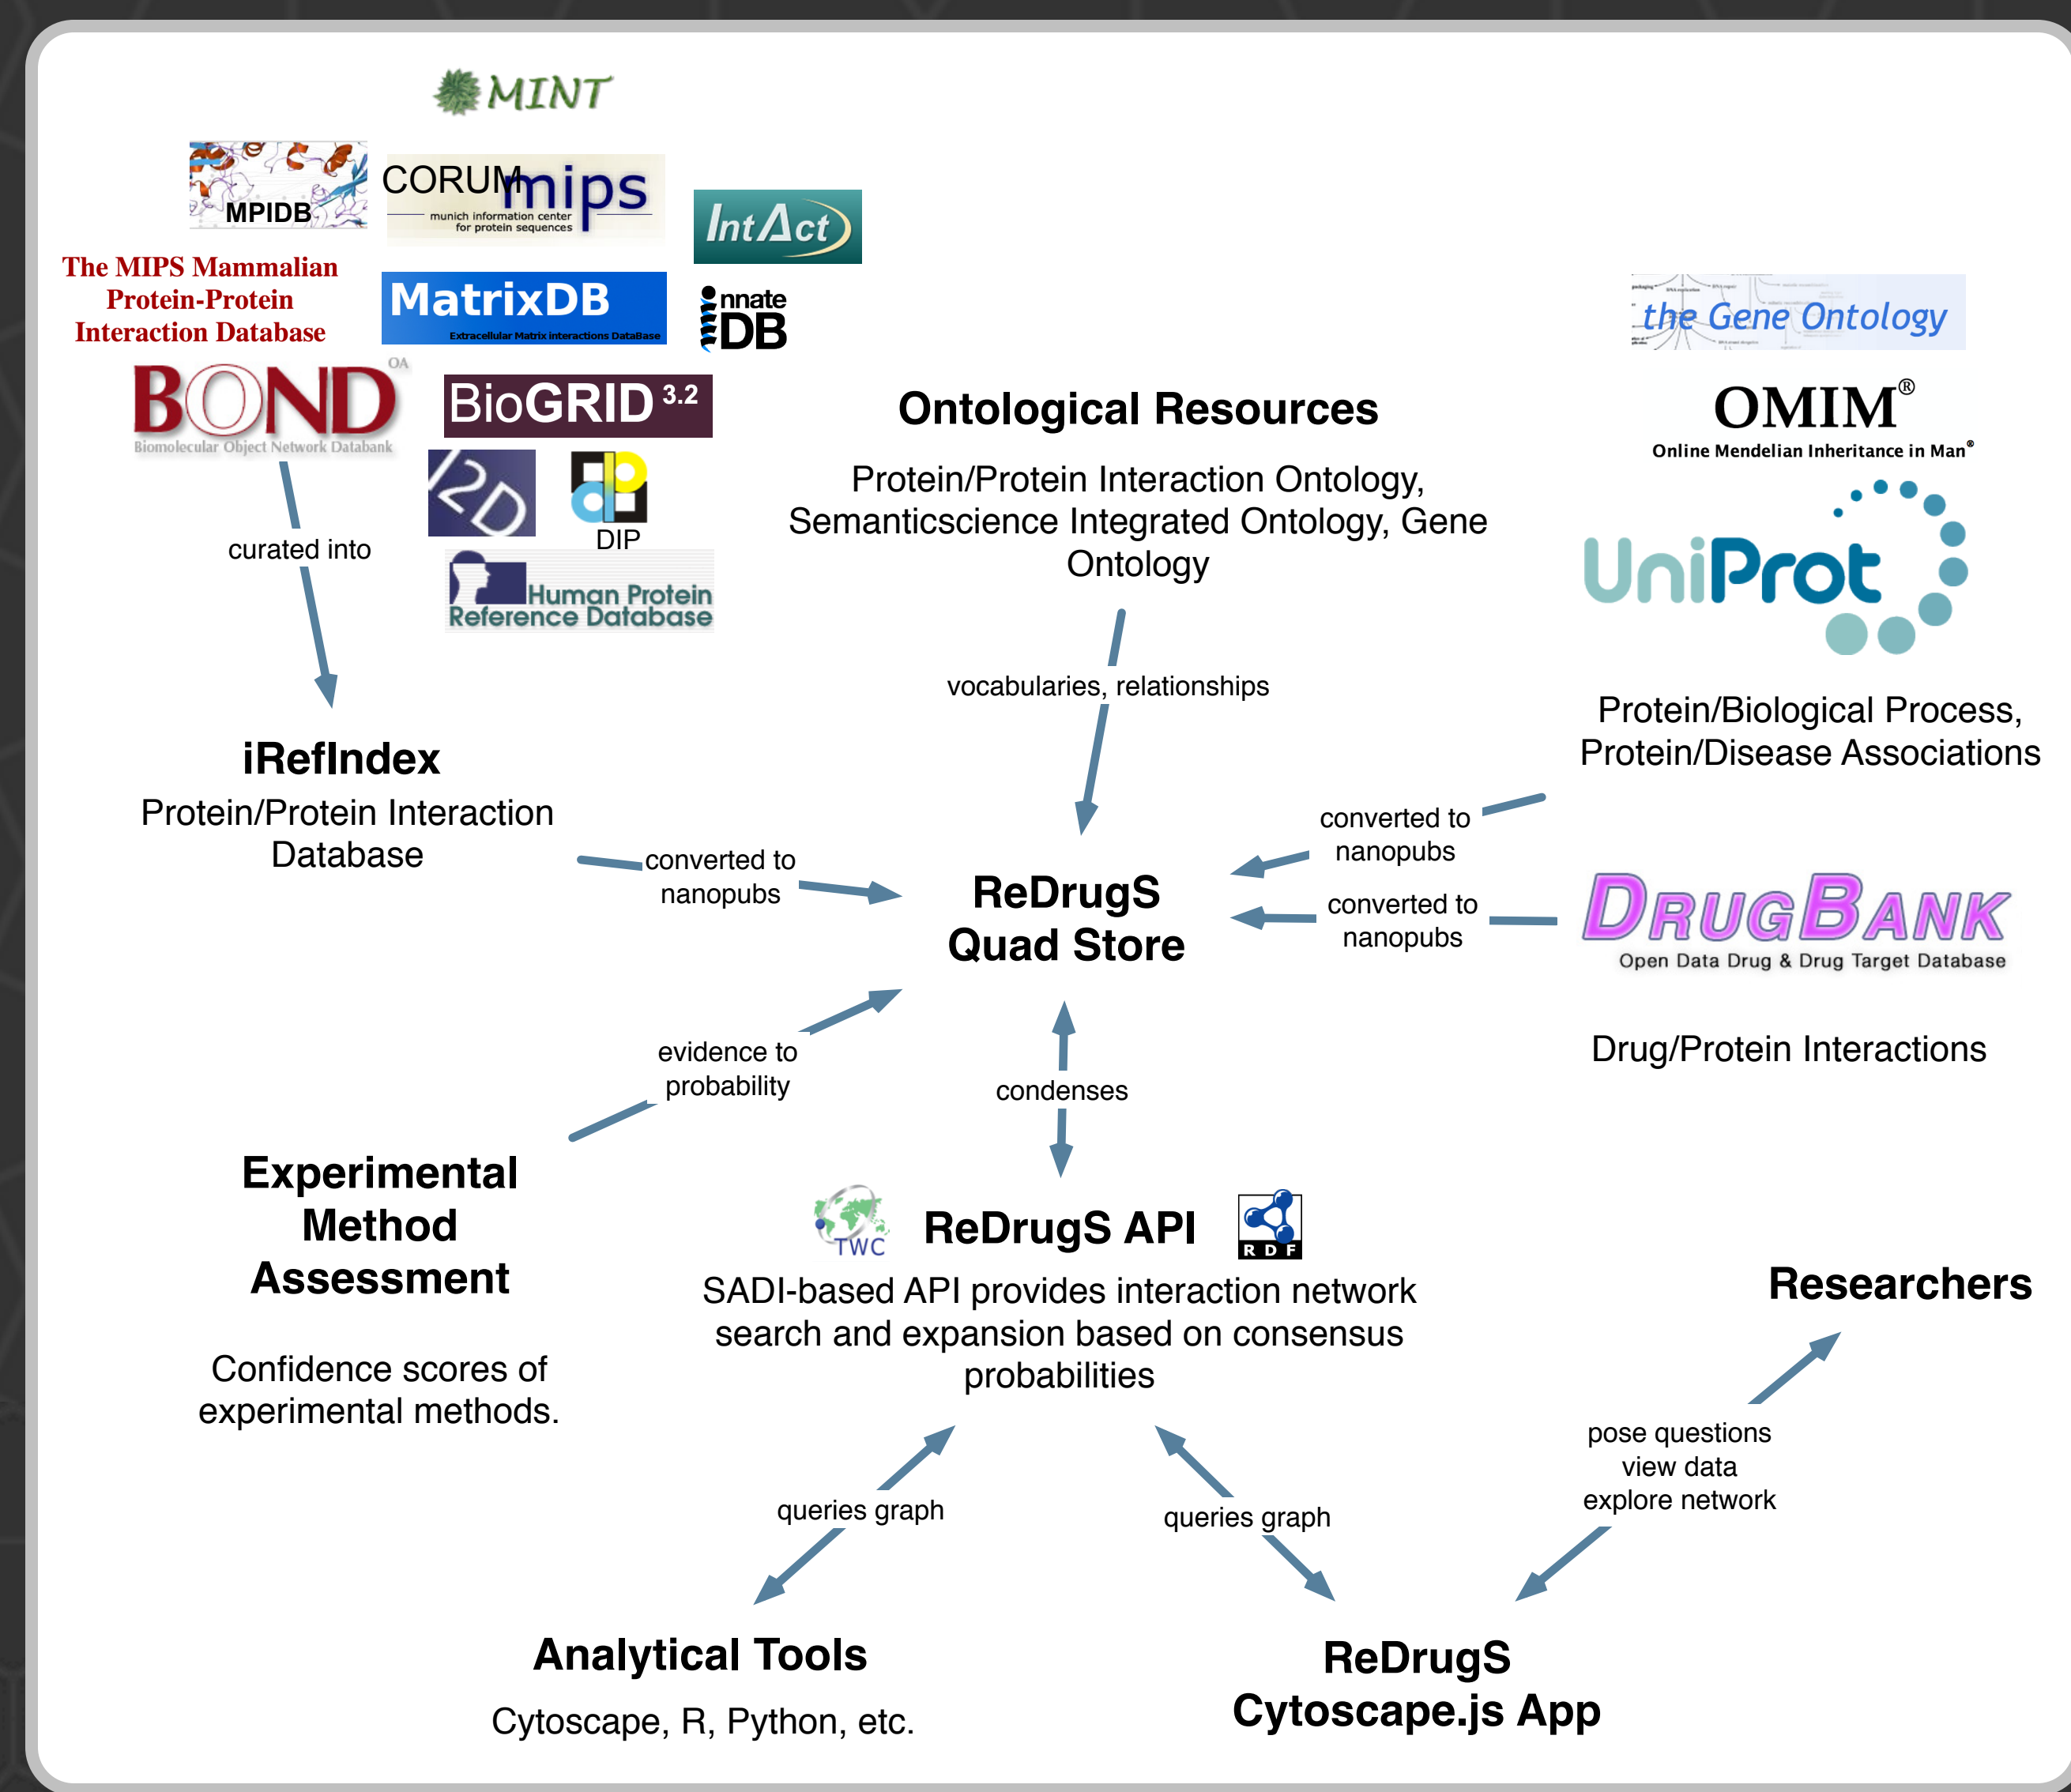 MINT
MPIDB
CORUM
mips
munich information center
for protein sequences
IntAct
The MIPS Mammalian
Protein-Protein
Interaction Database
MatrixDB
Extracellular Matrix interactions DataBase
innate
DB
BOND OA
Biomolecular Object Network Databank
BioGRID 3.2
I2D
DIP
Human Protein
Reference Database
curated into
iRefIndex
Protein/Protein Interaction
Database
converted to
nanopubs
Ontological Resources
Protein/Protein Interaction Ontology,
Semanticscience Integrated Ontology, Gene
Ontology
vocabularies, relationships
the Gene Ontology
OMIM®
Online Mendelian Inheritance in Man®
UniProt
Protein/Biological Process,
Protein/Disease Associations
converted to
nanopubs
ReDrugS
Quad Store
converted to
nanopubs
DRUGBANK
Open Data Drug & Drug Target Database
Drug/Protein Interactions
evidence to
probability
condenses
Experimental
Method
Assessment
Confidence scores of
experimental methods.
TWC
ReDrugS API
RDF
SADI-based API provides interaction network
search and expansion based on consensus
probabilities
Researchers
pose questions
view data
explore network
queries graph
queries graph
Analytical Tools
Cytoscape, R, Python, etc.
ReDrugS
Cytoscape.js App